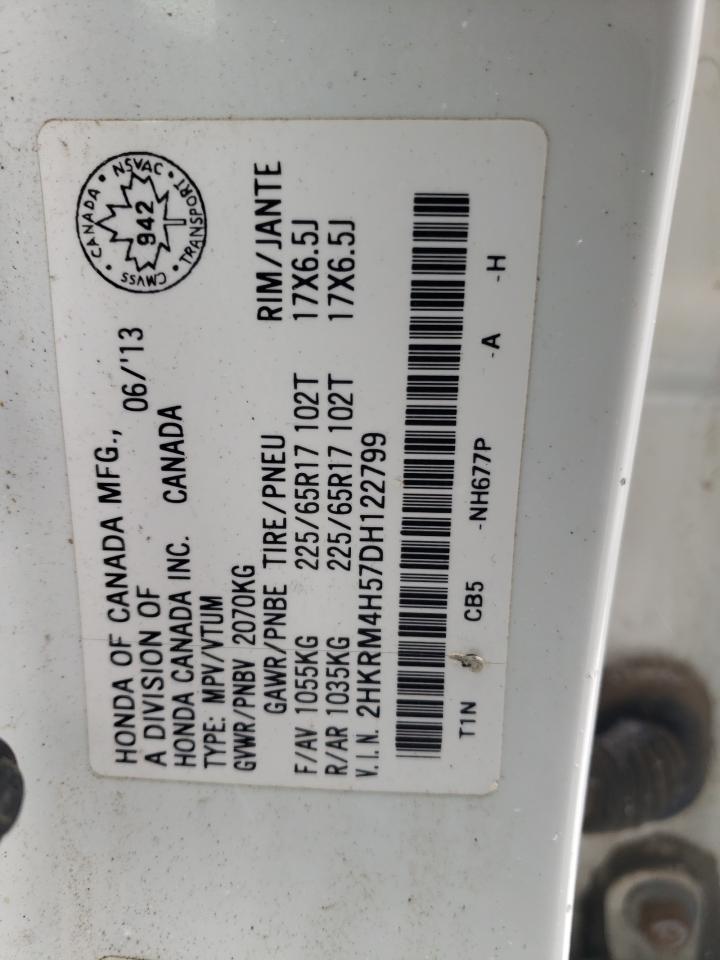 HONDA OF CANADA MFG., 06/'13
A DIVISION OF
HONDA CANADA INC. CANADA
TYPE: MPV/VTUM
GVWR/PNBV 2070KG
GAWR/PNBE TIRE/PNEU RIM/JANTE
F/AV 1055KG 225/65R17 102T 17X6.5J
R/AR 1035KG 225/65R17 102T 17X6.5J
V.I.N. 2HKRM4H57DH122799
T1N CB5 -NH677P -A -H
CANADA • NSVAC • TRANSPORT • CMVSS •
942